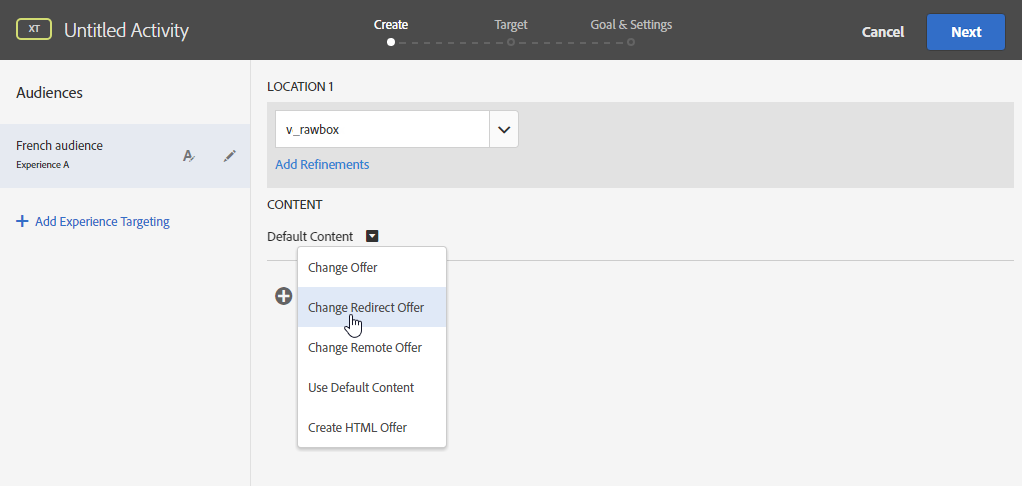 XT
Untitled Activity
Create
Target
Goal & Settings
Cancel
Next
Audiences
French audience
Experience A
Add Experience Targeting
LOCATION 1
v_rawbox
Add Refinements
CONTENT
Default Content
Change Offer
Change Redirect Offer
Change Remote Offer
Use Default Content
Create HTML Offer